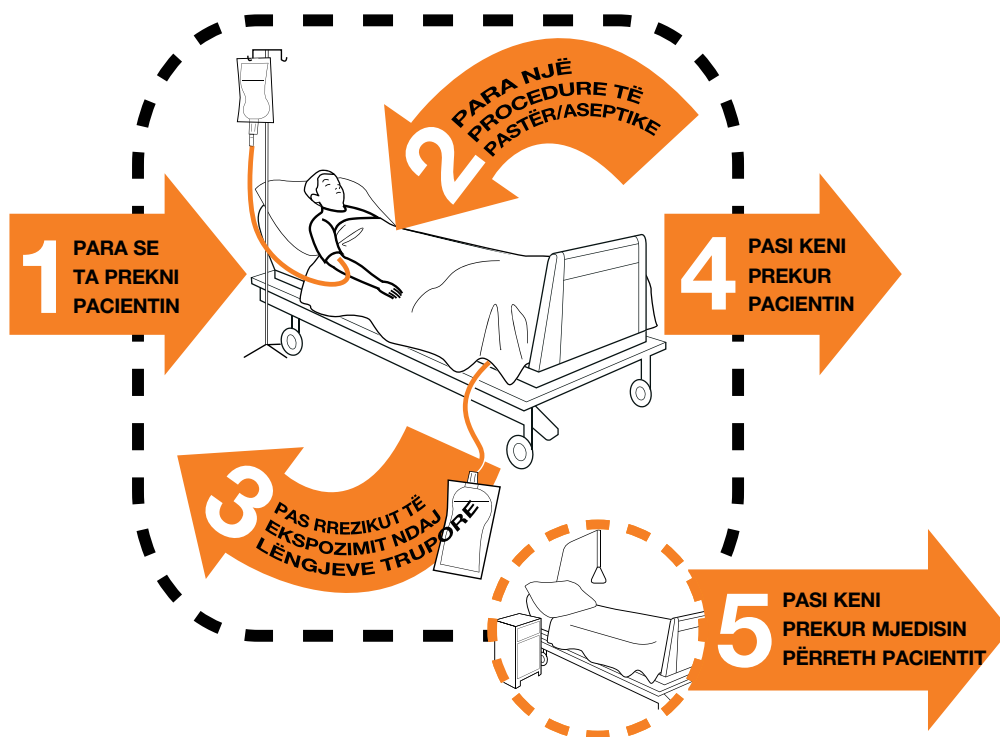 1
PARA SE
TA PREKNI
PACIENTIN
2
PARA NJË
PROCEDURE TË
PASTËR/ASEPTIKE
3
PAS RREZIKUT TË
EKSPOZIMIT NDAJ
LËNGJEVE TRUPORE
4
PASI KENI
PREKUR
PACIENTIN
5
PASI KENI
PREKUR MJEDISIN
PËRRETH PACIENTIT